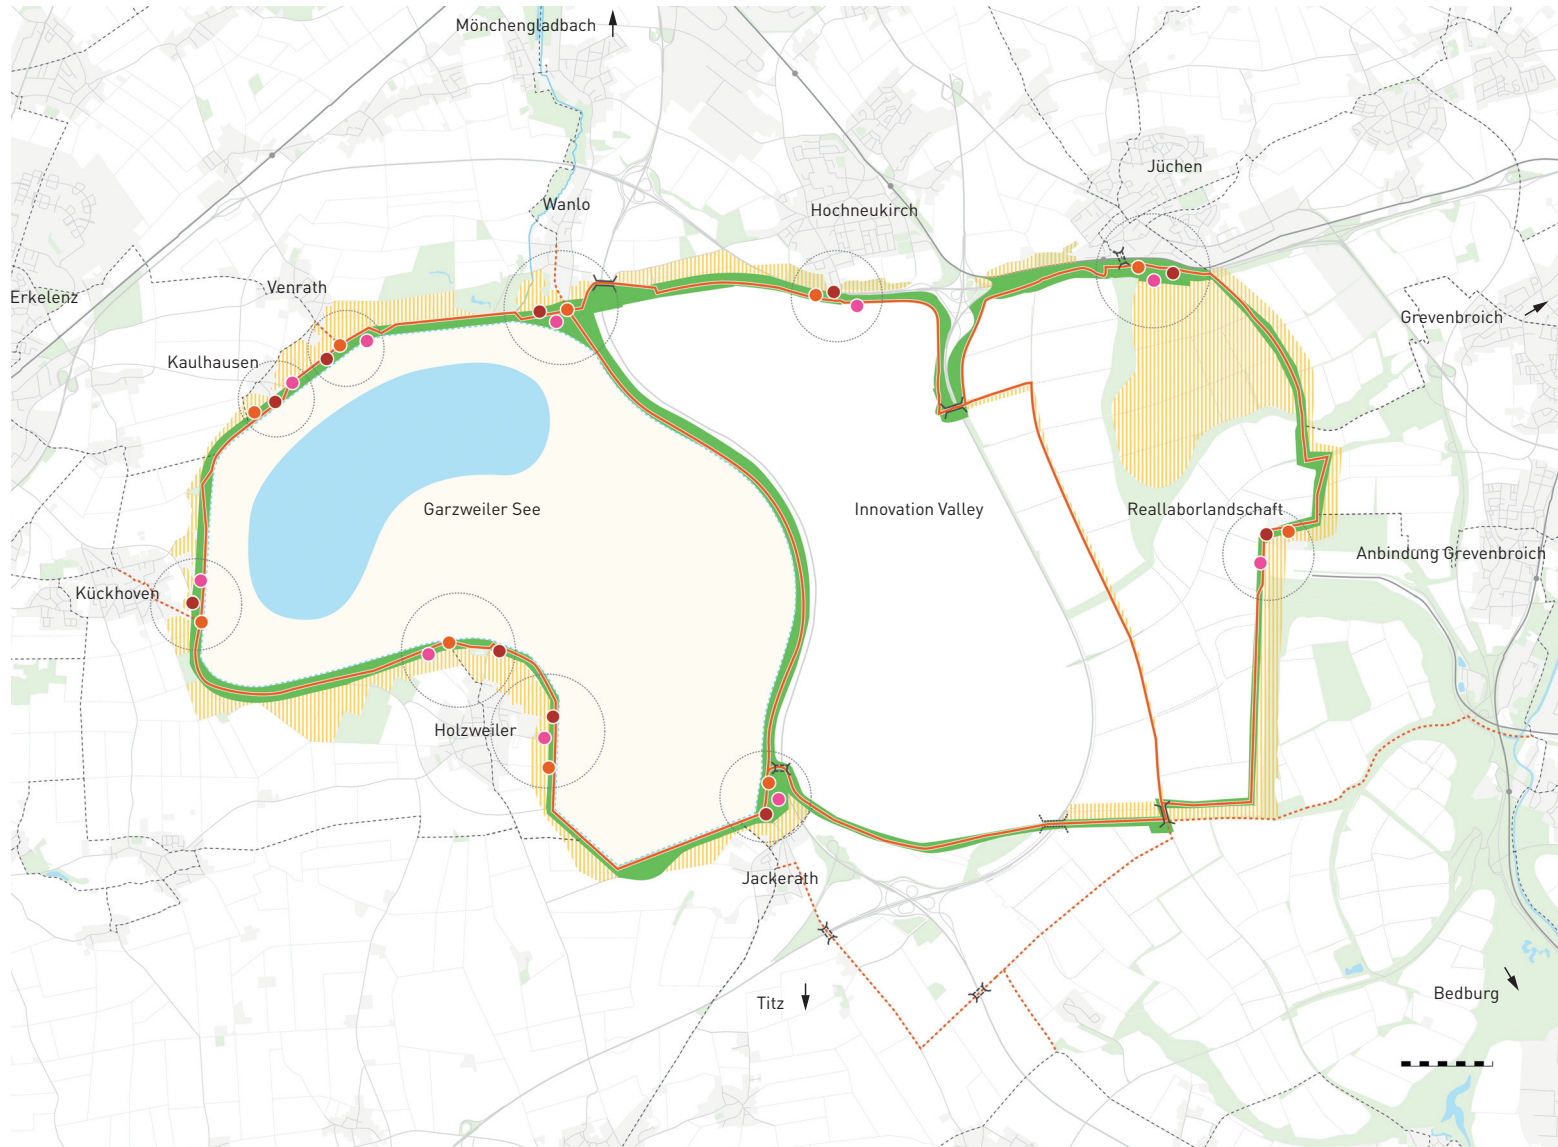 Mönchengladbach
Jüchen
Wanlo
Hochneukirch
Venrath
Erkelenz
Grevenbroich
Kaulhausen
Garzweiler See
Innovation Valley
Reallaborlandschaft
Anbindung Grevenbroich
Kückhoven
Holzweiler
Jackerath
Titz
Bedburg